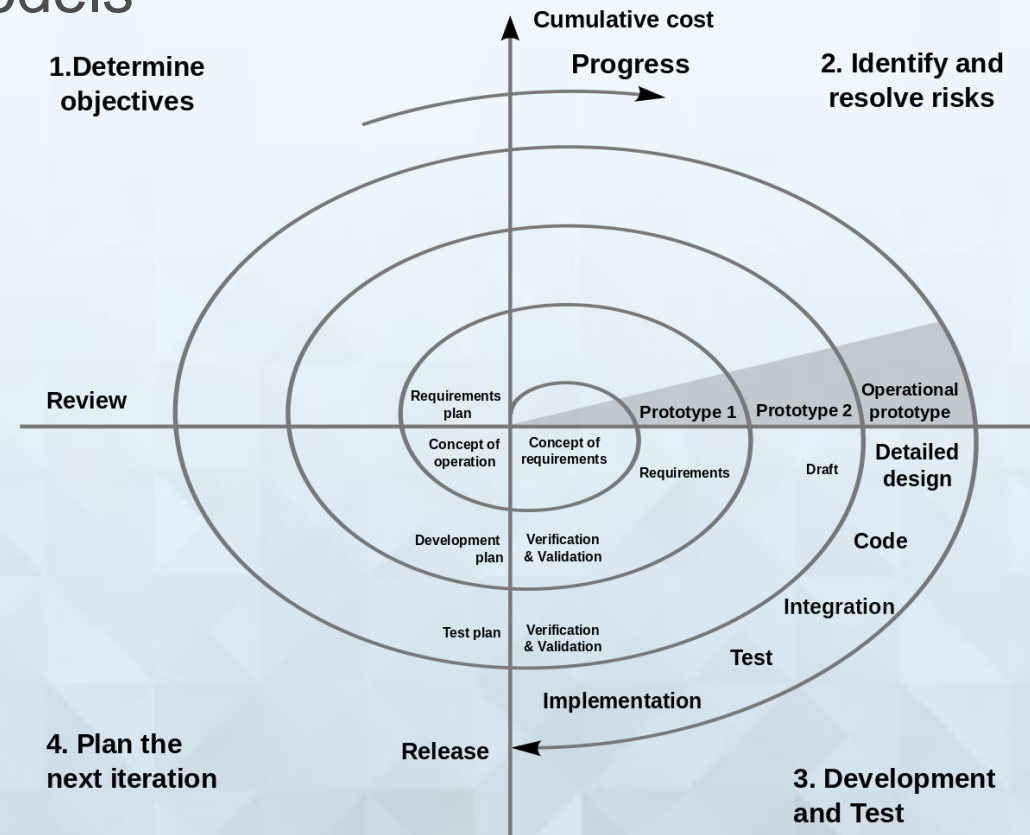 Cumulative cost
1.Determine
objectives
Progress
2. Identify and
resolve risks
Review
Requirements
plan
Prototype 1
Prototype 2
Operational
prototype
Concept of
operation
Concept of
requirements
Requirements
Draft
Detailed
design
Development
plan
Verification
& Validation
Code
Integration
Test plan
Verification
& Validation
Test
Implementation
Release
4. Plan the
next iteration
3. Development
and Test